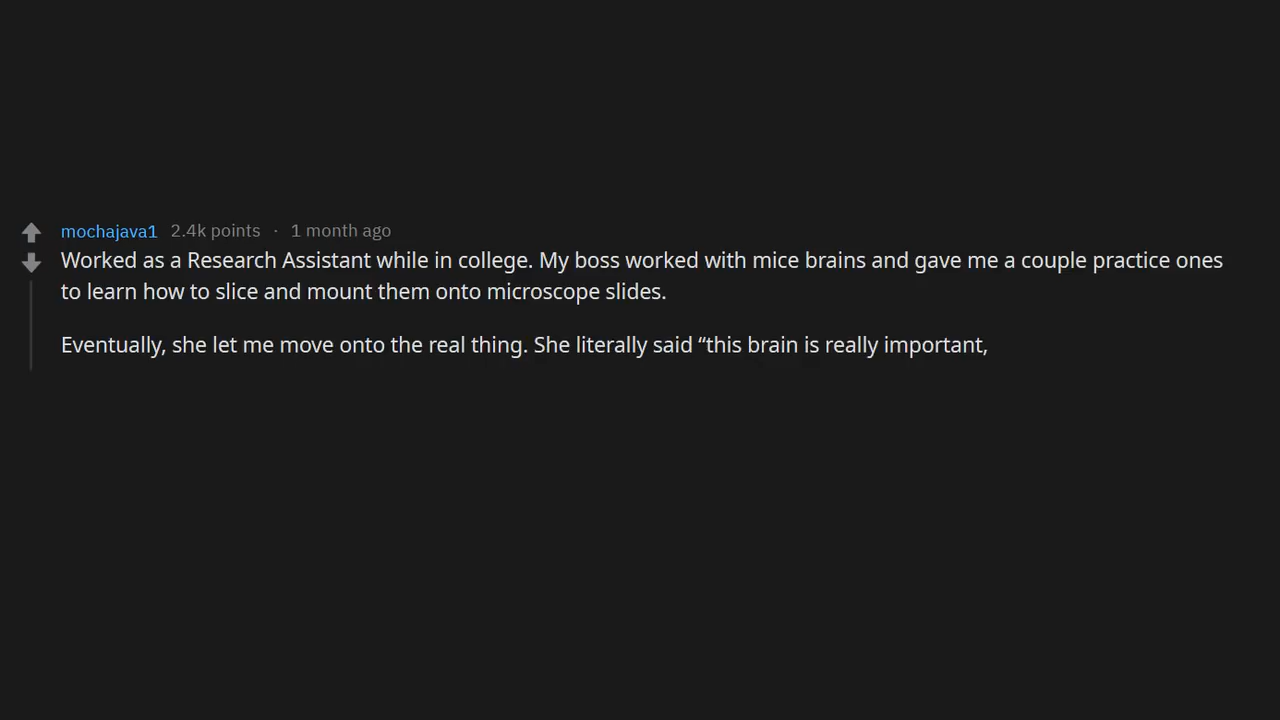 mochajava1 2.4k points · 1 month ago
Worked as a Research Assistant while in college. My boss worked with mice brains and gave me a couple practice ones
to learn how to slice and mount them onto microscope slides.
Eventually, she let me move onto the real thing. She literally said “this brain is really important,